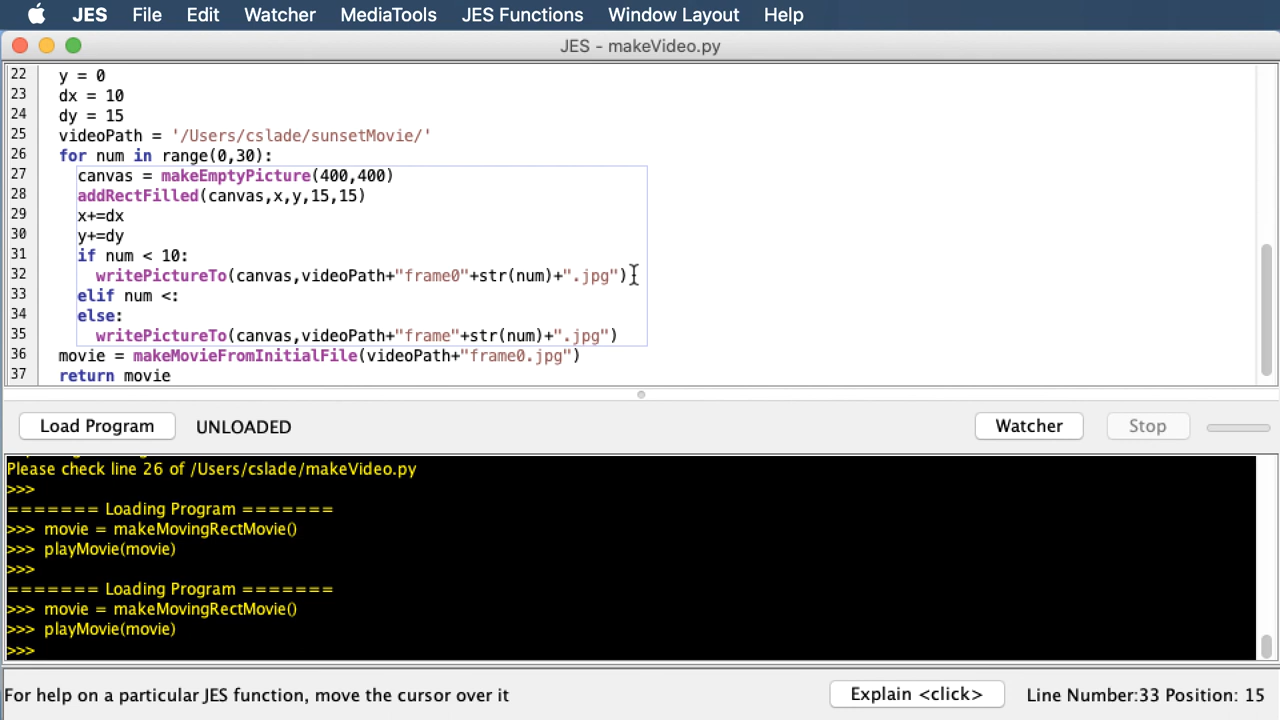 JES File Edit Watcher MediaTools JES Functions Window Layout Help
JES - makeVideo.py
22 y = 0
23 dx = 10
24 dy = 15
25 videoPath = '/Users/cslade/sunsetMovie/'
26 for num in range(0,30):
27 canvas = makeEmptyPicture(400,400)
28 addRectFilled(canvas,x,y,15,15)
29 x+=dx
30 y+=dy
31 if num < 10:
32 writePictureTo(canvas,videoPath+"frame0"+str(num)+".jpg")
33 elif num <:
34 else:
35 writePictureTo(canvas,videoPath+"frame"+str(num)+".jpg")
36 movie = makeMovieFromInitialFile(videoPath+"frame0.jpg")
37 return movie
Load Program UNLOADED Watcher Stop
Please check line 26 of /Users/cslade/makeVideo.py
>>>
======= Loading Program =======
>>> movie = makeMovingRectMovie()
>>> playMovie(movie)
>>>
======= Loading Program =======
>>> movie = makeMovingRectMovie()
>>> playMovie(movie)
>>>
For help on a particular JES function, move the cursor over it Explain <click> Line Number:33 Position: 15